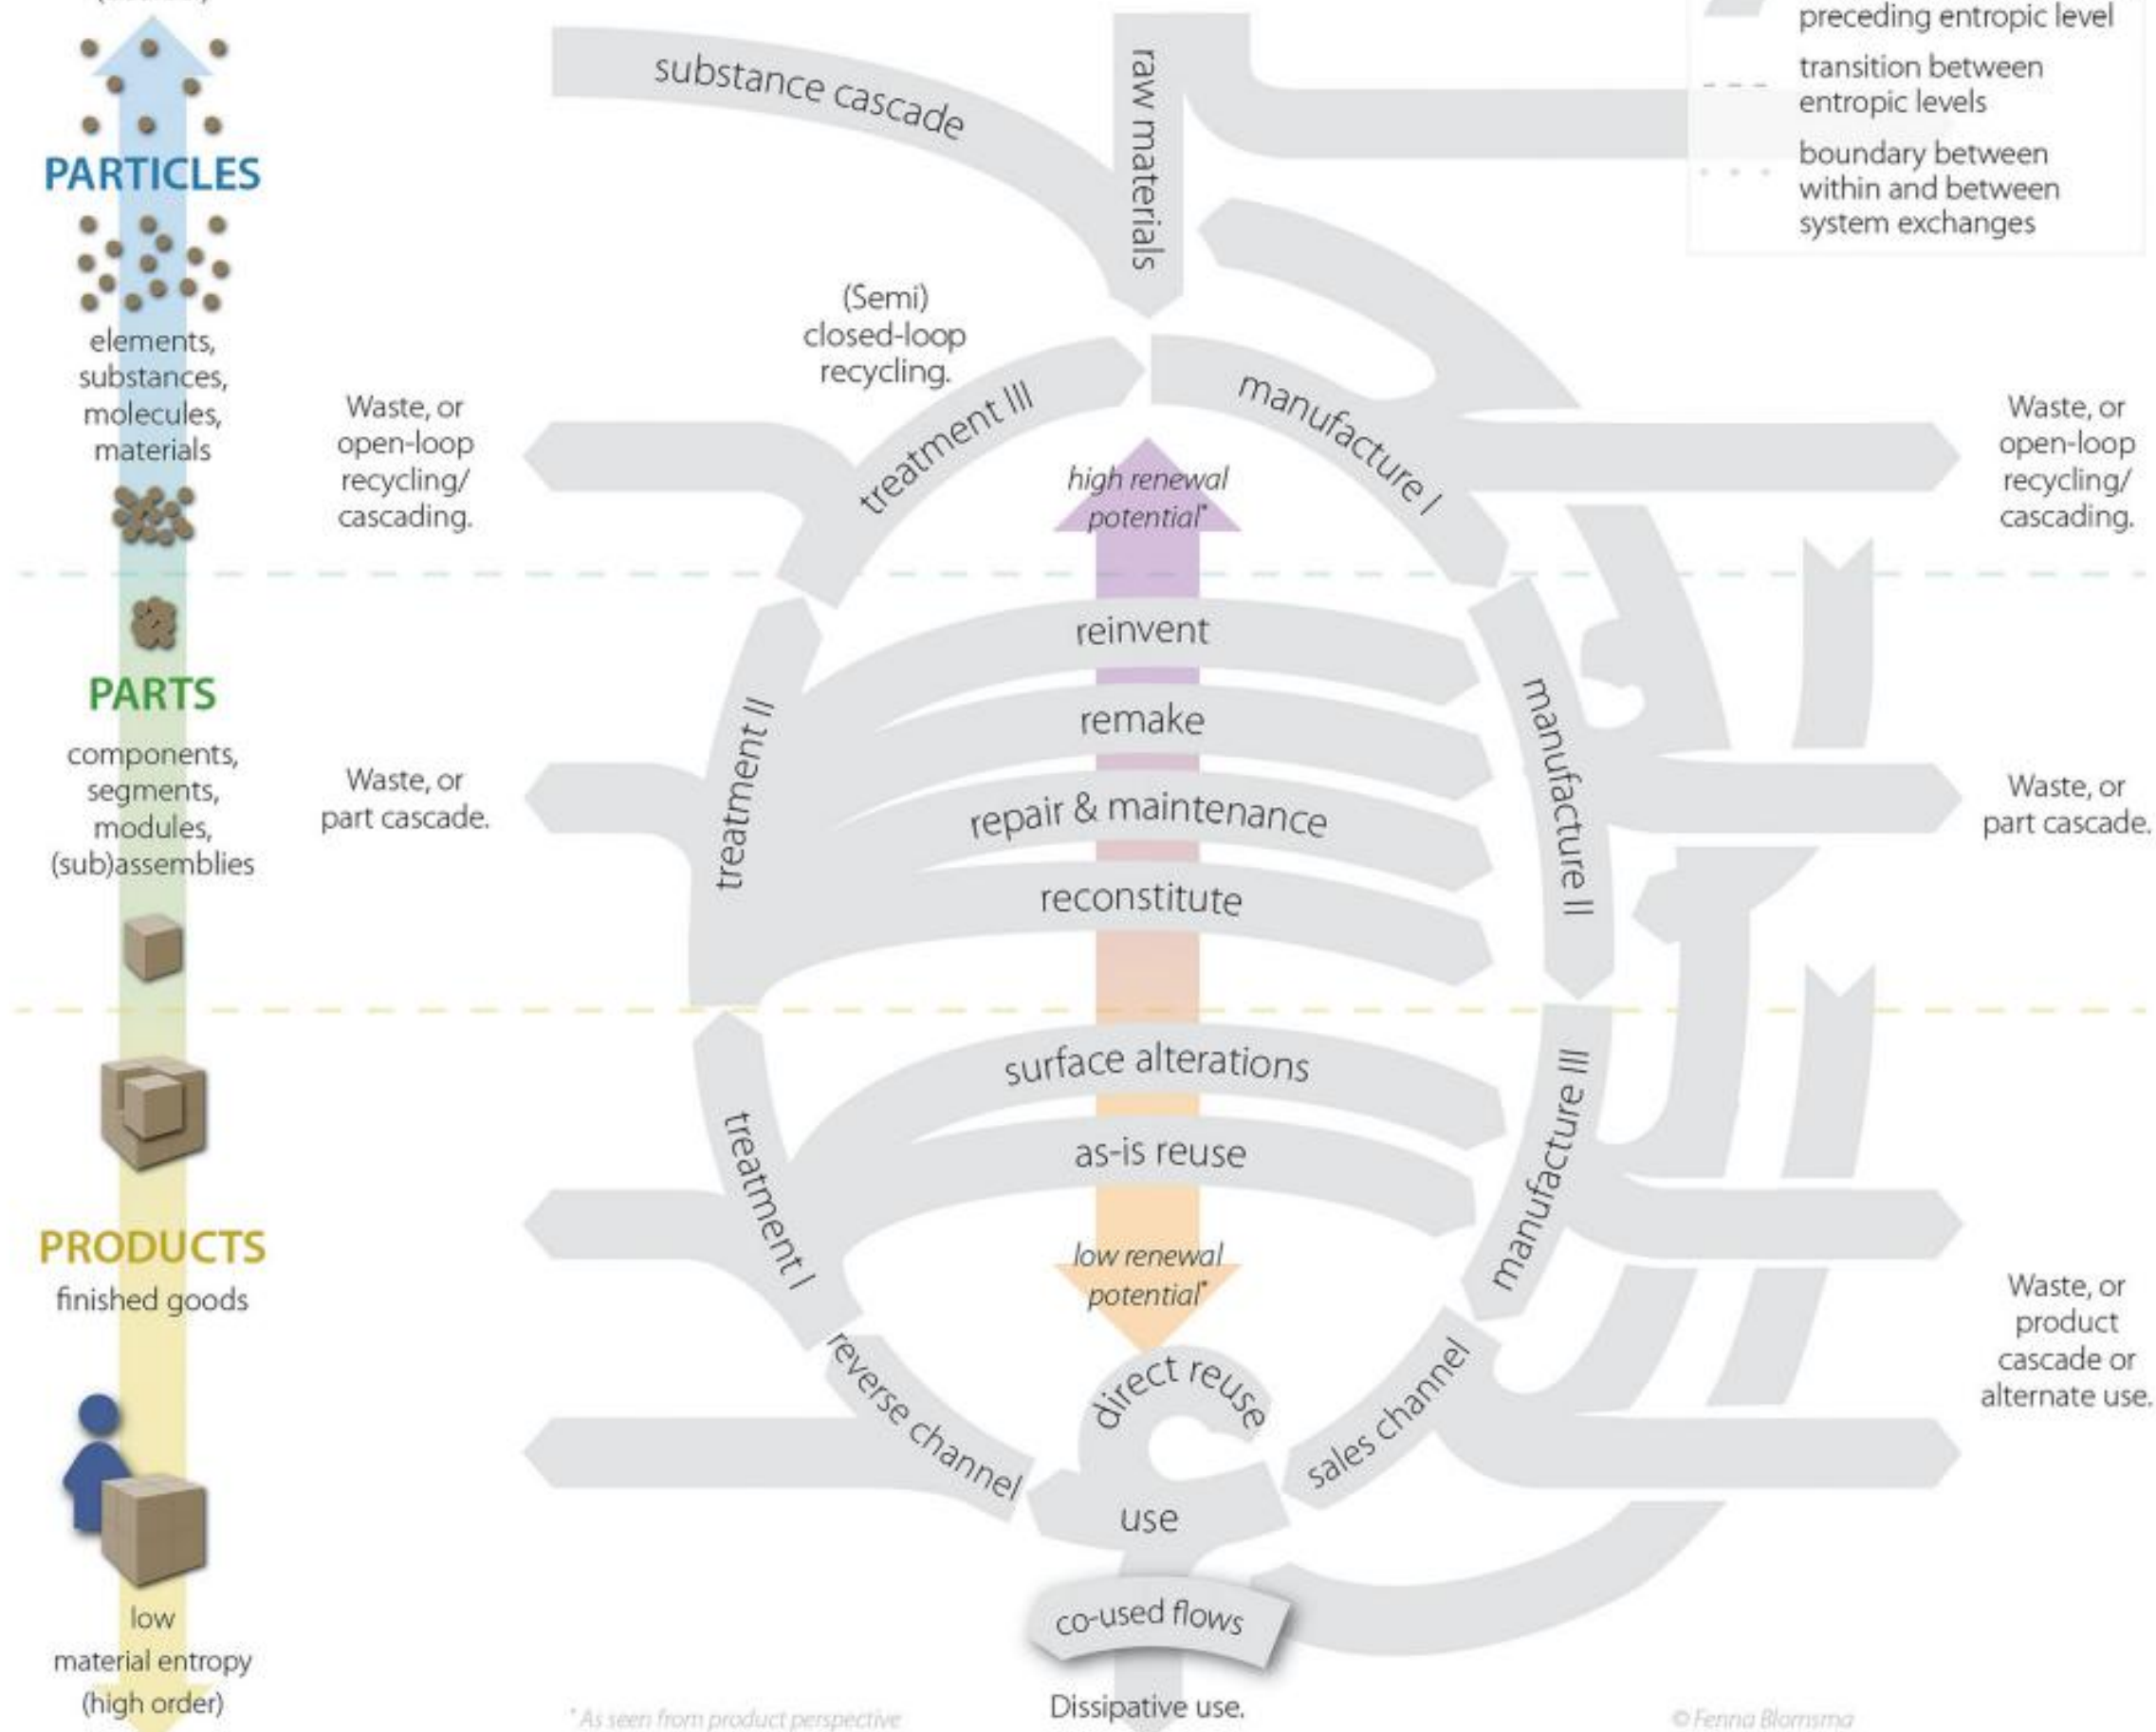 preceding entropic level
transition between
entropic levels
boundary between
within and between
system exchanges
substance cascade
raw materials
PARTICLES
elements,
substances,
molecules,
materials
(Semi)
closed-loop
recycling.
Waste, or
open-loop
recycling/
cascading.
treatment III
manufacture I
Waste, or
open-loop
recycling/
cascading.
high renewal
potential*
reinvent
PARTS
components,
segments,
modules,
(sub)assemblies
Waste, or
part cascade.
treatment II
remake
repair & maintenance
reconstitute
manufacture II
Waste, or
part cascade.
surface alterations
as-is reuse
treatment I
manufacture III
PRODUCTS
finished goods
low renewal
potential*
Waste, or
product
cascade or
alternate use.
reverse channel
direct reuse
sales channel
use
co-used flows
low
material entropy
(high order)
Dissipative use.
* As seen from product perspective
© Fenna Blomsma